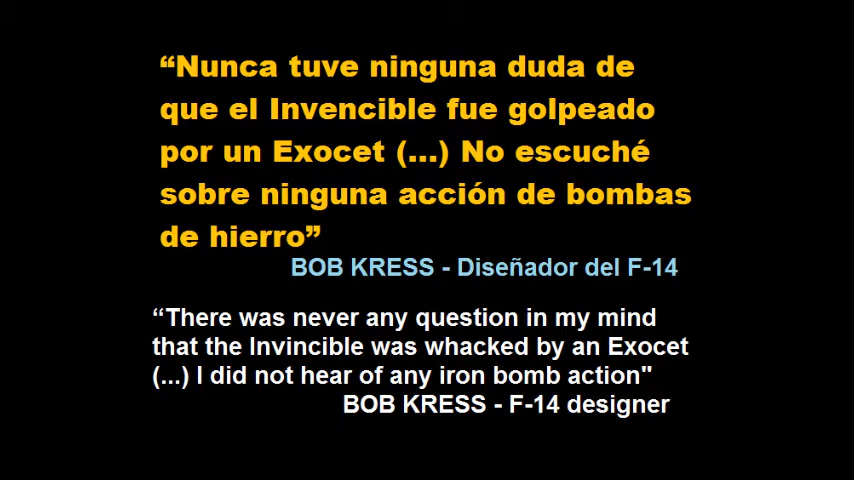 “Nunca tuve ninguna duda de
que el Invencible fue golpeado
por un Exocet (...) No escuché
sobre ninguna acción de bombas
de hierro”
BOB KRESS - Diseñador del F-14
“There was never any question in my mind
that the Invincible was whacked by an Exocet
(...) I did not hear of any iron bomb action"
BOB KRESS - F-14 designer